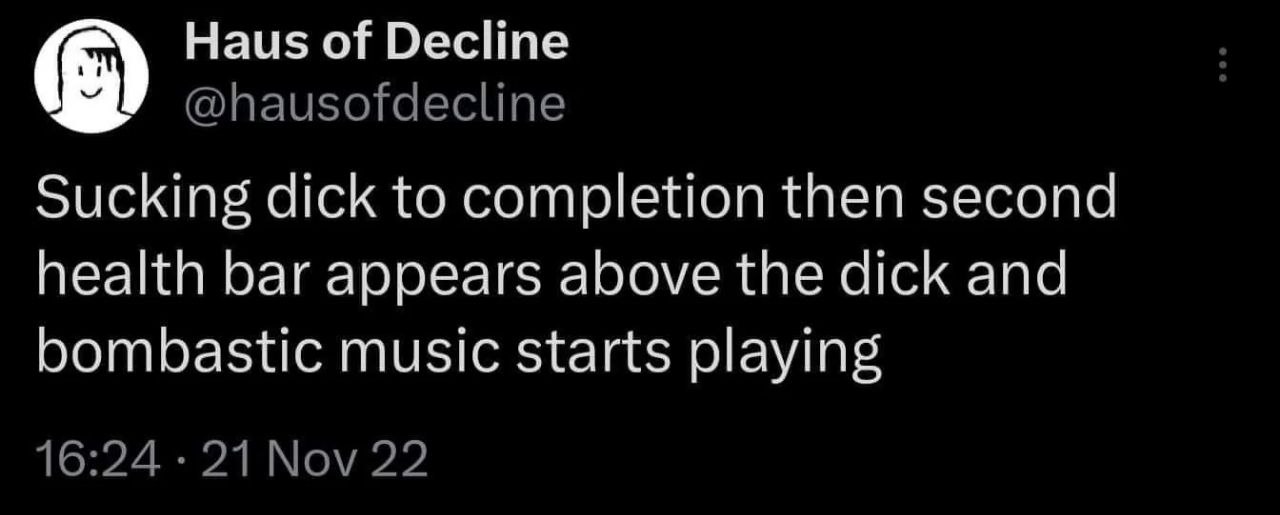 Haus of Decline
@hausofdecline
Sucking dick to completion then second
health bar appears above the dick and
bombastic music starts playing
16:24 · 21 Nov 22